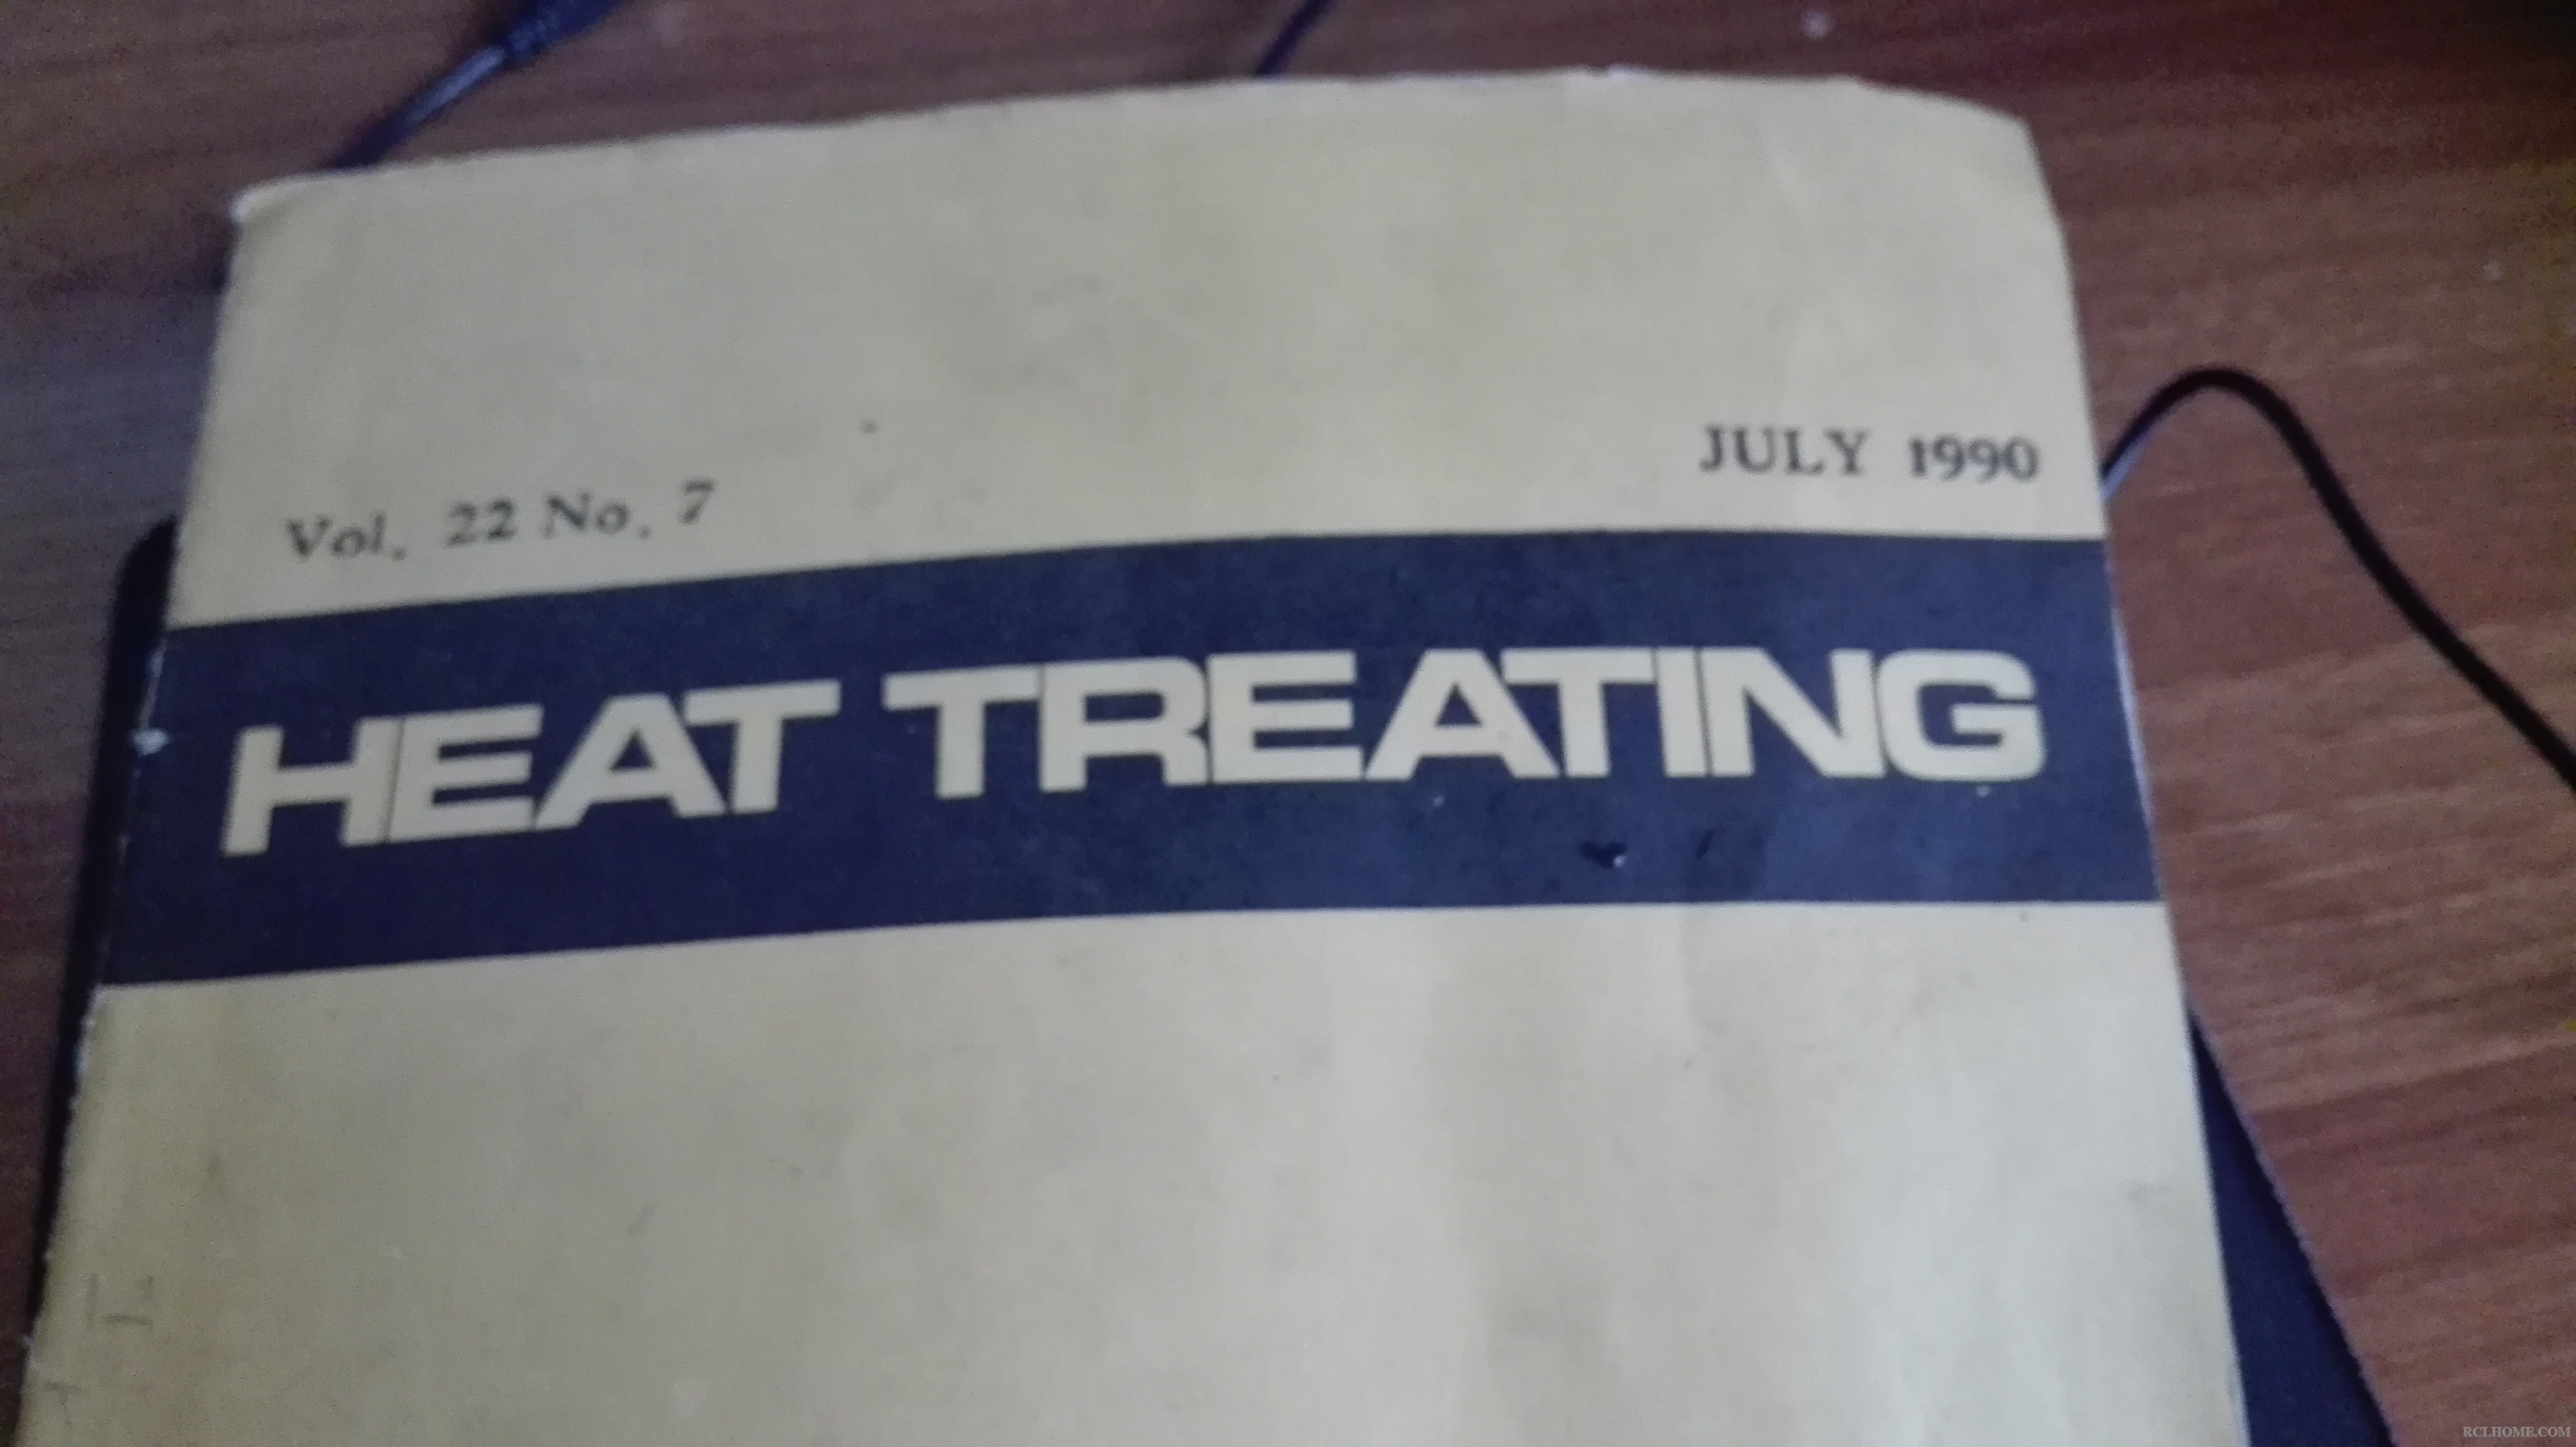 Vol. 22 No. 7
JULY 1990
HEAT TREATING
RCLHOME.COM